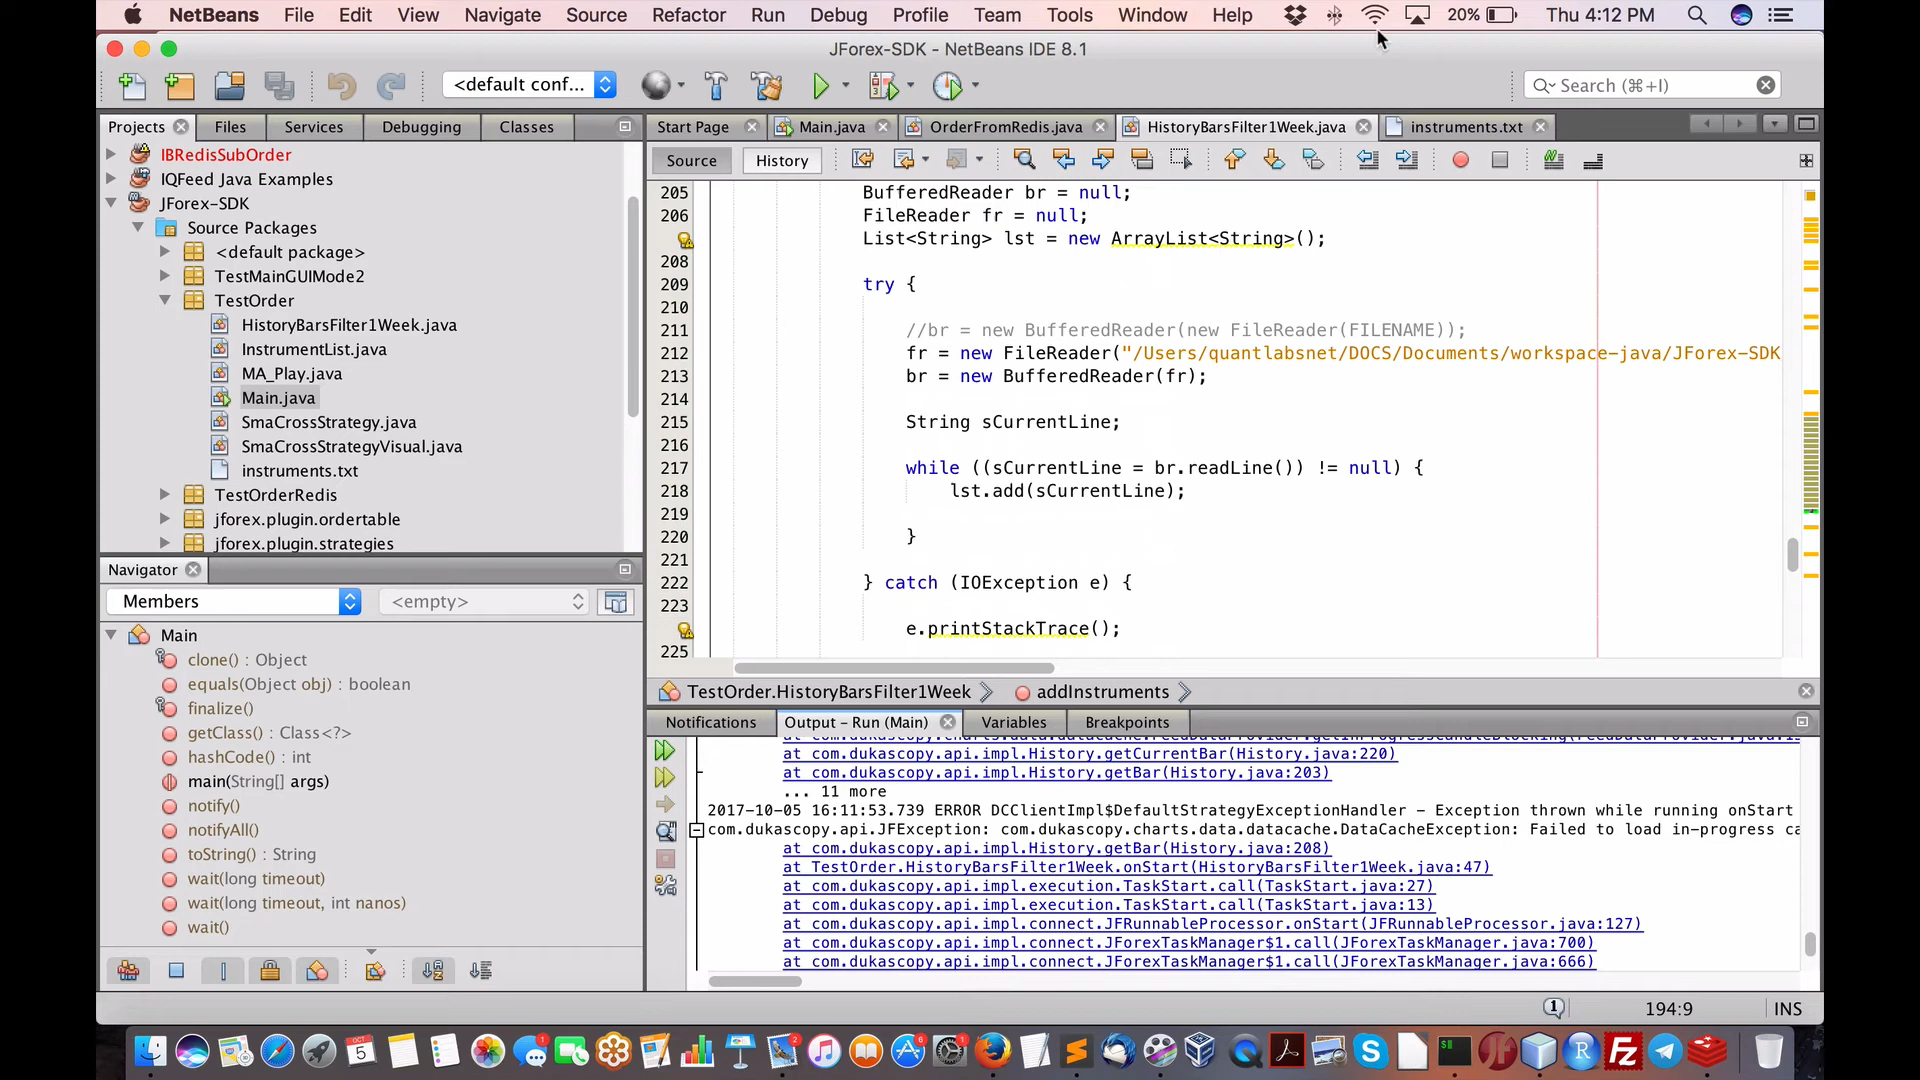 NetBeans File Edit View Navigate Source Refactor Run Debug Profile Team Tools Window Help 20% Thu 4:12 PM
JForex-SDK - NetBeans IDE 8.1
<default conf... Search (⌘+I)
Projects Files Services Debugging Classes
Start Page Main.java OrderFromRedis.java HistoryBarsFilter1Week.java instruments.txt
Source History
IBRedisSubOrder
IQFeed Java Examples
JForex-SDK
Source Packages
<default package>
TestMainGUIMode2
TestOrder
HistoryBarsFilter1Week.java
InstrumentList.java
MA_Play.java
Main.java
SmaCrossStrategy.java
SmaCrossStrategyVisual.java
instruments.txt
TestOrderRedis
jforex.plugin.ordertable
jforex.plugin.strategies
205 BufferedReader br = null;
206 FileReader fr = null;
List<String> lst = new ArrayList<String>();
208
209 try {
210
211 //br = new BufferedReader(new FileReader(FILENAME));
212 fr = new FileReader("/Users/quantlabsnet/DOCS/Documents/workspace-java/JForex-SDK
213 br = new BufferedReader(fr);
214
215 String sCurrentLine;
216
217 while ((sCurrentLine = br.readLine()) != null) {
218 lst.add(sCurrentLine);
219
220 }
221
222 } catch (IOException e) {
223
e.printStackTrace();
225
Navigator
Members <empty>
Main
clone() : Object
equals(Object obj) : boolean
finalize()
getClass() : Class<?>
hashCode() : int
main(String[] args)
notify()
notifyAll()
toString() : String
wait(long timeout)
wait(long timeout, int nanos)
wait()
TestOrder.HistoryBarsFilter1Week addInstruments
Notifications Output - Run (Main) Variables Breakpoints
at com.dukascopy.api.impl.History.getCurrentBar(History.java:220)
at com.dukascopy.api.impl.History.getBar(History.java:203)
... 11 more
2017-10-05 16:11:53.739 ERROR DCClientImpl$DefaultStrategyExceptionHandler - Exception thrown while running onStart
com.dukascopy.api.JFException: com.dukascopy.charts.data.datacache.DataCacheException: Failed to load in-progress ca
at com.dukascopy.api.impl.History.getBar(History.java:208)
at TestOrder.HistoryBarsFilter1Week.onStart(HistoryBarsFilter1Week.java:47)
at com.dukascopy.api.impl.execution.TaskStart.call(TaskStart.java:27)
at com.dukascopy.api.impl.execution.TaskStart.call(TaskStart.java:13)
at com.dukascopy.api.impl.connect.JFRunnableProcessor.onStart(JFRunnableProcessor.java:127)
at com.dukascopy.api.impl.connect.JForexTaskManager$1.call(JForexTaskManager.java:700)
at com.dukascopy.api.impl.connect.JForexTaskManager$1.call(JForexTaskManager.java:666)
1 194:9 INS